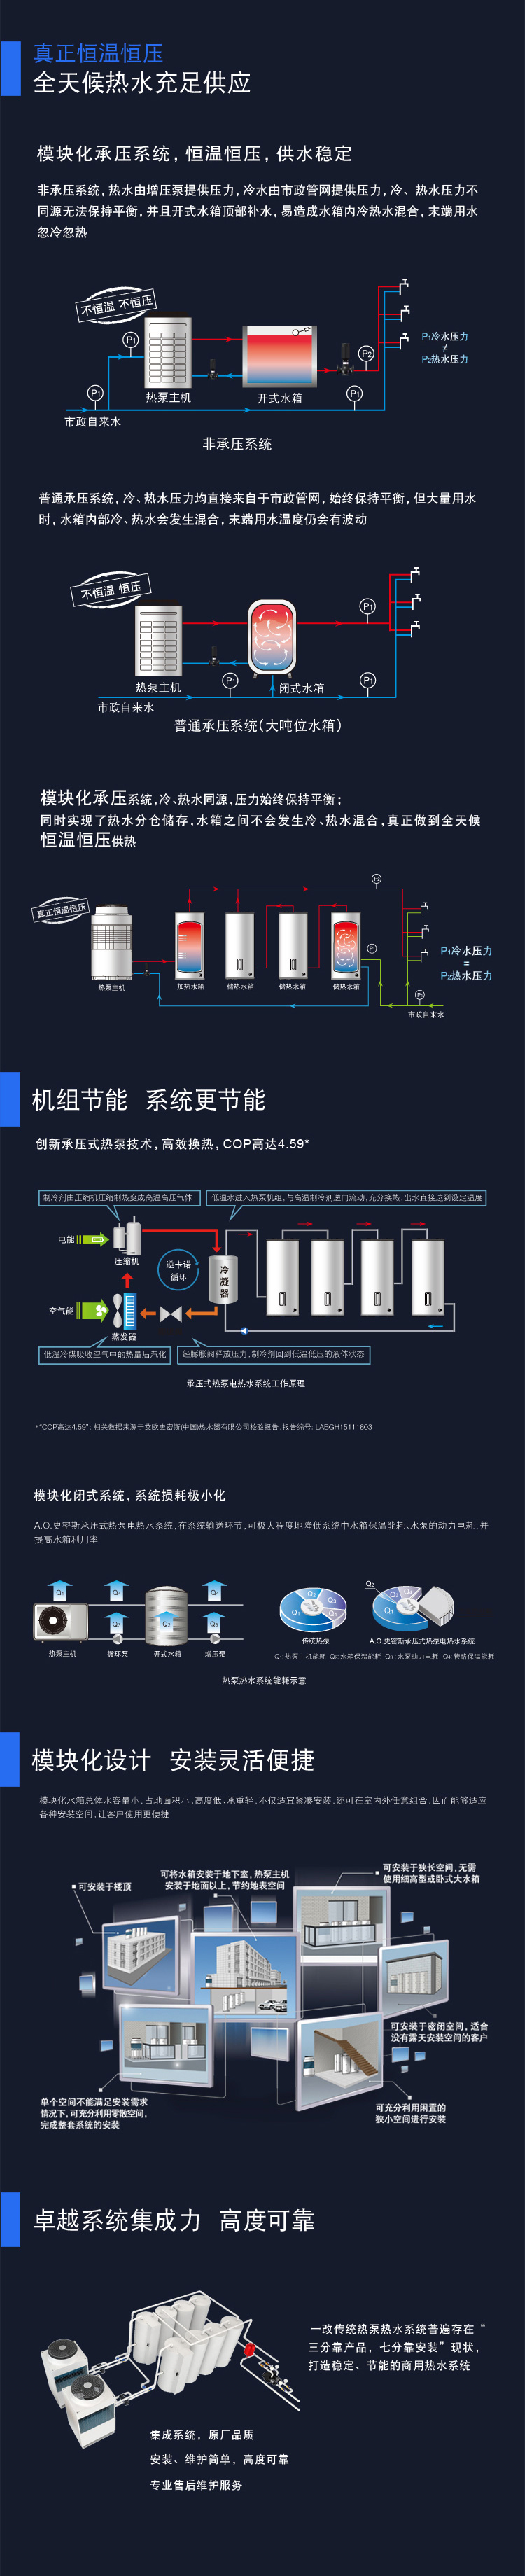 真正恒温恒压
全天候热水充足供应
模块化承压系统，恒温恒压，供水稳定
非承压系统，热水由增压泵提供压力，冷水由市政管网提供压力，冷、热水压力不
同源无法保持平衡，并且开式水箱顶部补水，易造成水箱内冷热水混合，末端用水
忽冷忽热
不恒温 不恒压
P1
P1
热泵主机
开式水箱
P2
P1
P1冷水压力
≠
P2热水压力
市政自来水
非承压系统
普通承压系统，冷、热水压力均直接来自于市政管网，始终保持平衡，但大量用水
时，水箱内部冷、热水会发生混合，末端用水温度仍会有波动
不恒温 恒压
P1
热泵主机
P1
闭式水箱
P1
市政自来水
普通承压系统（大吨位水箱）
模块化承压系统，冷、热水同源，压力始终保持平衡；
同时实现了热水分仓储存，水箱之间不会发生冷、热水混合，真正做到全天候
恒温恒压供热
P2
真正恒温恒压
P1
P1冷水压力
=
P2热水压力
热泵主机
加热水箱
储热水箱
储热水箱
储热水箱
P1
市政自来水
机组节能 系统更节能
创新承压式热泵技术，高效换热，COP高达4.59*
制冷剂由压缩机压缩制热变成高温高压气体
低温水进入热泵机组，与高温制冷剂逆向流动，充分换热，出水直接达到设定温度
电能
压缩机
逆卡诺
循环
冷凝器
空气能
蒸发器
低温冷媒吸收空气中的热量后汽化
经膨胀阀释放压力，制冷剂回到低温低压的液体状态
承压式热泵电热水系统工作原理
*“COP高达4.59”：相关数据来源于艾欧史密斯(中国)热水器有限公司检验报告，报告编号：LABGH15111803
模块化闭式系统，系统损耗极小化
A.O.史密斯承压式热泵电热水系统，在系统输送环节，可极大程度地降低系统中水箱保温能耗、水泵的动力电耗，并
提高水箱利用率
Q1
Q4
Q4
Q3
Q2
Q3
热泵主机
循环泵
开式水箱
增压泵
Q1
Q2
Q3
Q4
传统热泵
Q2
Q1
Q3
Q4
A.O.史密斯承压式热泵电热水系统
Q1:热泵主机能耗 Q2:水箱保温能耗 Q3:水泵动力电耗 Q4:管路保温能耗
热泵热水系统能耗示意
模块化设计 安装灵活便捷
模块化水箱总体水容量小，占地面积小、高度低、承重轻，不仅适宜紧凑安装，还可在室内外任意组合，因而能够适应
各种安装空间，让客户使用更便捷
可安装于楼顶
可将水箱安装于地下室，热泵主机
安装于地面以上，节约地表空间
可安装于狭长空间，无需
使用细高型或卧式大水箱
可安装于密闭空间，适合
没有露天安装空间的客户
单个空间不能满足安装需求
情况下，可充分利用零散空间，
完成整套系统的安装
可充分利用闲置的
狭小空间进行安装
卓越系统集成力 高度可靠
一改传统热泵热水系统普遍存在“
三分靠产品，七分靠安装”现状，
打造稳定、节能的商用热水系统
集成系统，原厂品质
安装、维护简单，高度可靠
专业售后维护服务